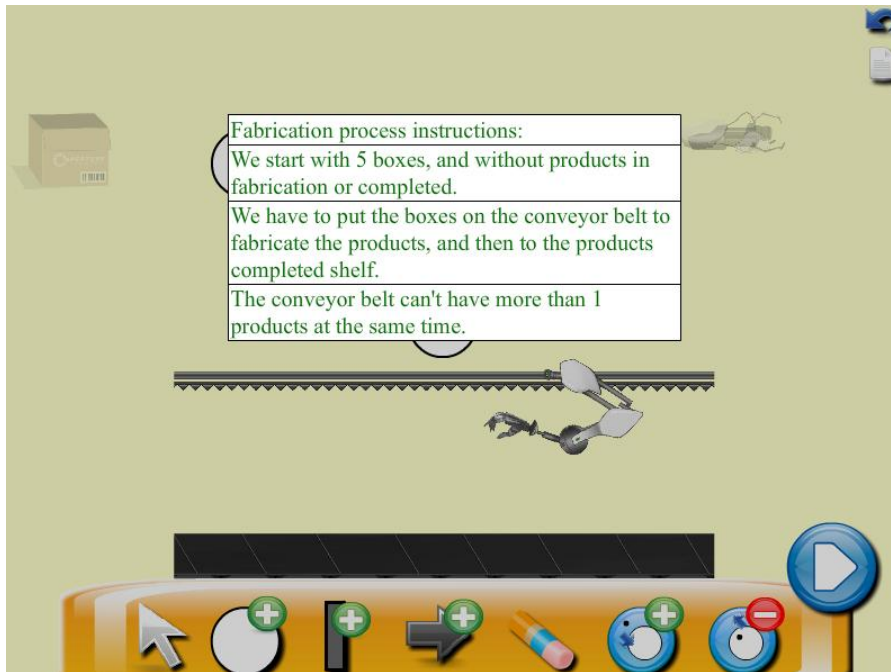 Fabrication process instructions:
We start with 5 boxes, and without products in
fabrication or completed.
We have to put the boxes on the conveyor belt to
fabricate the products, and then to the products
completed shelf.
The conveyor belt can't have more than 1
products at the same time.